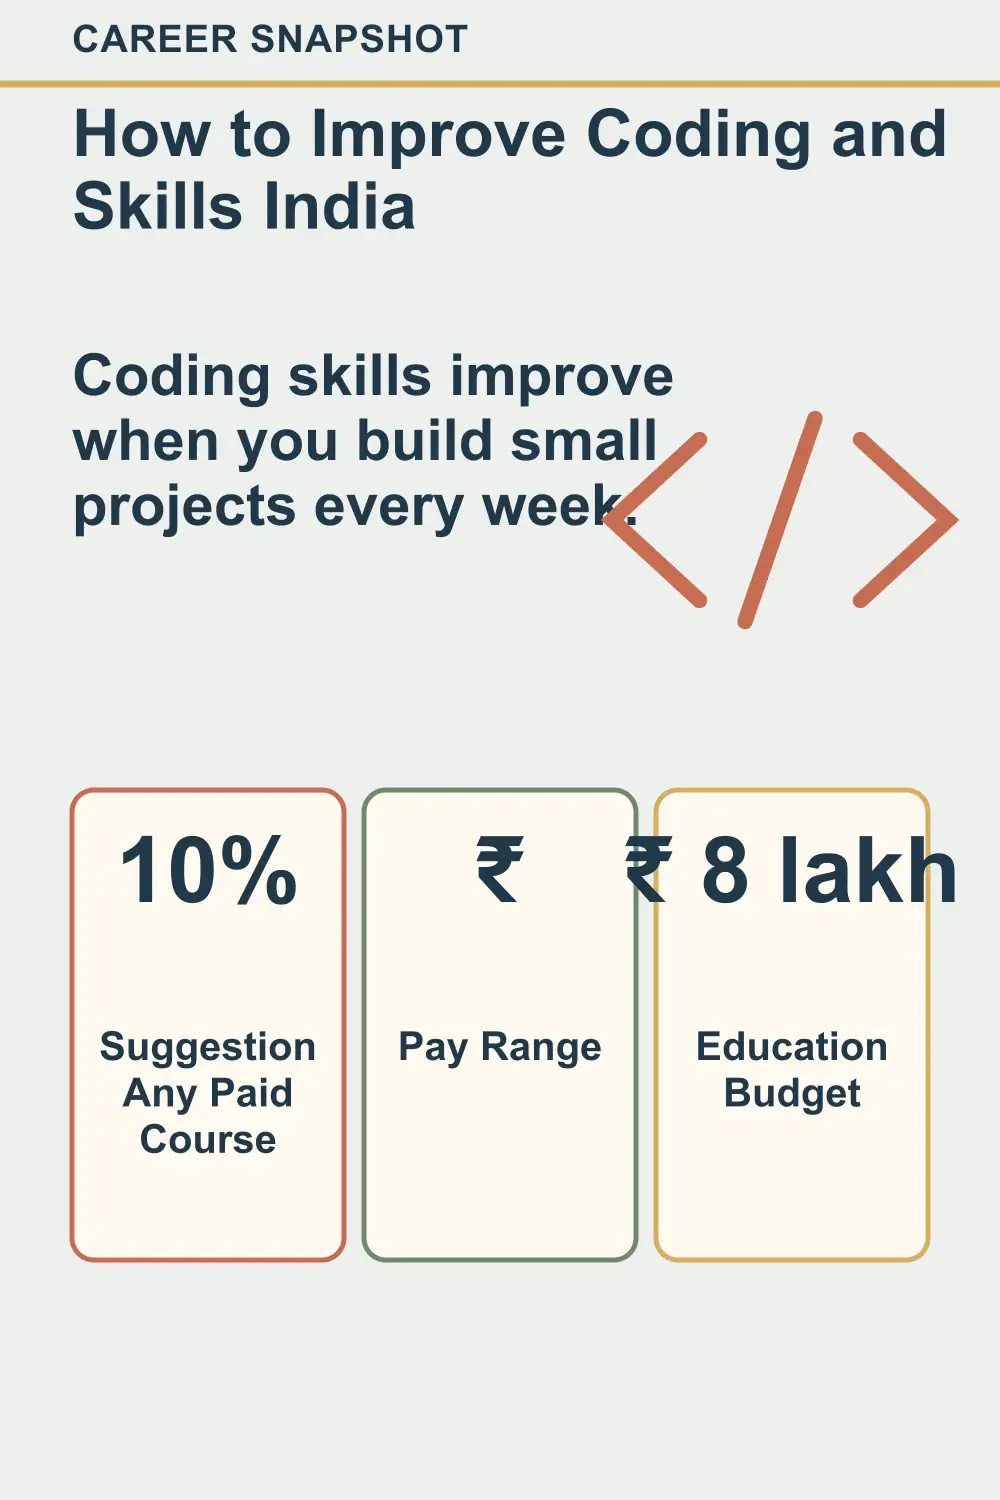 CAREER SNAPSHOT
How to Improve Coding and
Skills India
Coding skills improve
when you build small
projects every week.
</>
10%
Suggestion
Any Paid
Course
₹
Pay Range
₹ 8 lakh
Education
Budget